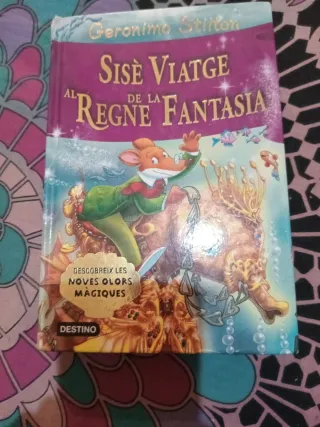 Geronimo Stilton
SISÈ VIATGE
AL REGNE DE LA FANTASIA
DESCOBREIX LES
NOVES OLORS
MÀGIQUES
DESTINO